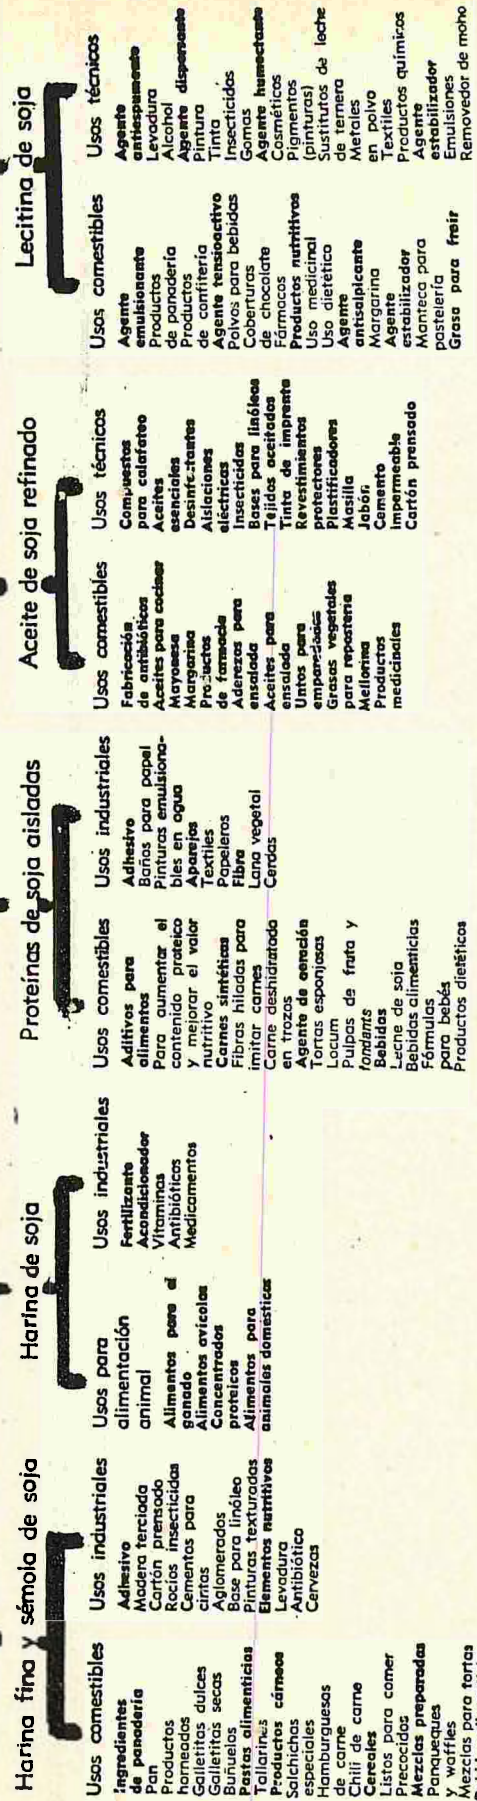 Harina fina y sémola de soja
Usos comestibles
Ingredientes
de panadería
Pan
Productos
horneados
Galletitas dulces
Galletitas secas
Buñuelos
Pastas alimenticias
Tallarines
Productos cárneos
Salchichas
especiales
Hamburguesas
de carne
Chili de carne
Cereales
Listos para comer
Precocidos
Mezclas preparadas
Panqueques
y waffles
Mezclas para tortas
Usos industriales
Adhesivo
Madera terciada
Cartón prensado
Rocíos insecticidas
Cementos para
cintas
Aglomerados
Base para linóleo
Pinturas texturadas
Elementos nutritivos
Levadura
Antibiótico
Cervezas
Harina de soja
Usos para
alimentación
animal
Alimentos para el
ganado
Alimentos avícolas
Concentrados
proteicos
Alimentos para
animales domésticos
Usos industriales
Fertilizante
Acondicionador
Vitaminas
Antibióticos
Medicamentos
Proteínas de soja aisladas
Usos comestibles
Aditivos para
alimentos
Para aumentar el
contenido proteico
y mejorar el valor
nutritivo
Carnes sintéticas
Fibras hiladas para
imitar carnes
Carne deshidratada
en trozos
Agente de aeración
Tortas esponjosas
Locum
Pulpas de fruta y
fondants
Bebidas
Leche de soja
Bebidas alimenticias
Fórmulas
para bebés
Productos dietéticos
Usos industriales
Adhesivo
Baños para papel
Pinturas emulsiona-
bles en agua
Aparejos
Textiles
Papeleros
Fibra
Lana vegetal
Cerdas
Aceite de soja refinado
Usos comestibles
Fabricación
de antibióticos
Aceites para cocinar
Mayonesa
Margarina
Productos
de farmacia
Aderezos para
ensalada
Aceites para
ensalada
Untos para
emparedados
Grasas vegetales
para repostería
Mellorina
Productos
medicinales
Usos técnicos
Compuestos
para calafateo
Aceites
esenciales
Desinfectantes
Aislaciones
eléctricas
Insecticidas
Bases para linóleos
Tejidos aceitados
Tinta de imprenta
Revestimientos
protectores
Plastificadores
Masilla
Jabón
Cemento
Impermeable
Cartón prensado
Lecitina de soja
Usos comestibles
Agente
emulsionante
Productos
de panadería
Productos
de confitería
Agente tensioactivo
Polvos para bebidas
Coberturas
de chocolate
Fármacos
Productos nutritivos
Uso medicinal
Uso dietético
Agente
antisalpicante
Margarina
Agente
estabilizador
Manteca para
pastelería
Grasa para freír
Usos técnicos
Agente
antiespumante
Levadura
Alcohol
Agente dispersante
Pintura
Tinta
Insecticidas
Gomas
Agente humectante
Cosméticos
Pigmentos
(pinturas)
Sustitutos de leche
de ternera
Metales
en polvo
Textiles
Productos químicos
Agente
estabilizador
Emulsiones
Removedor de moho